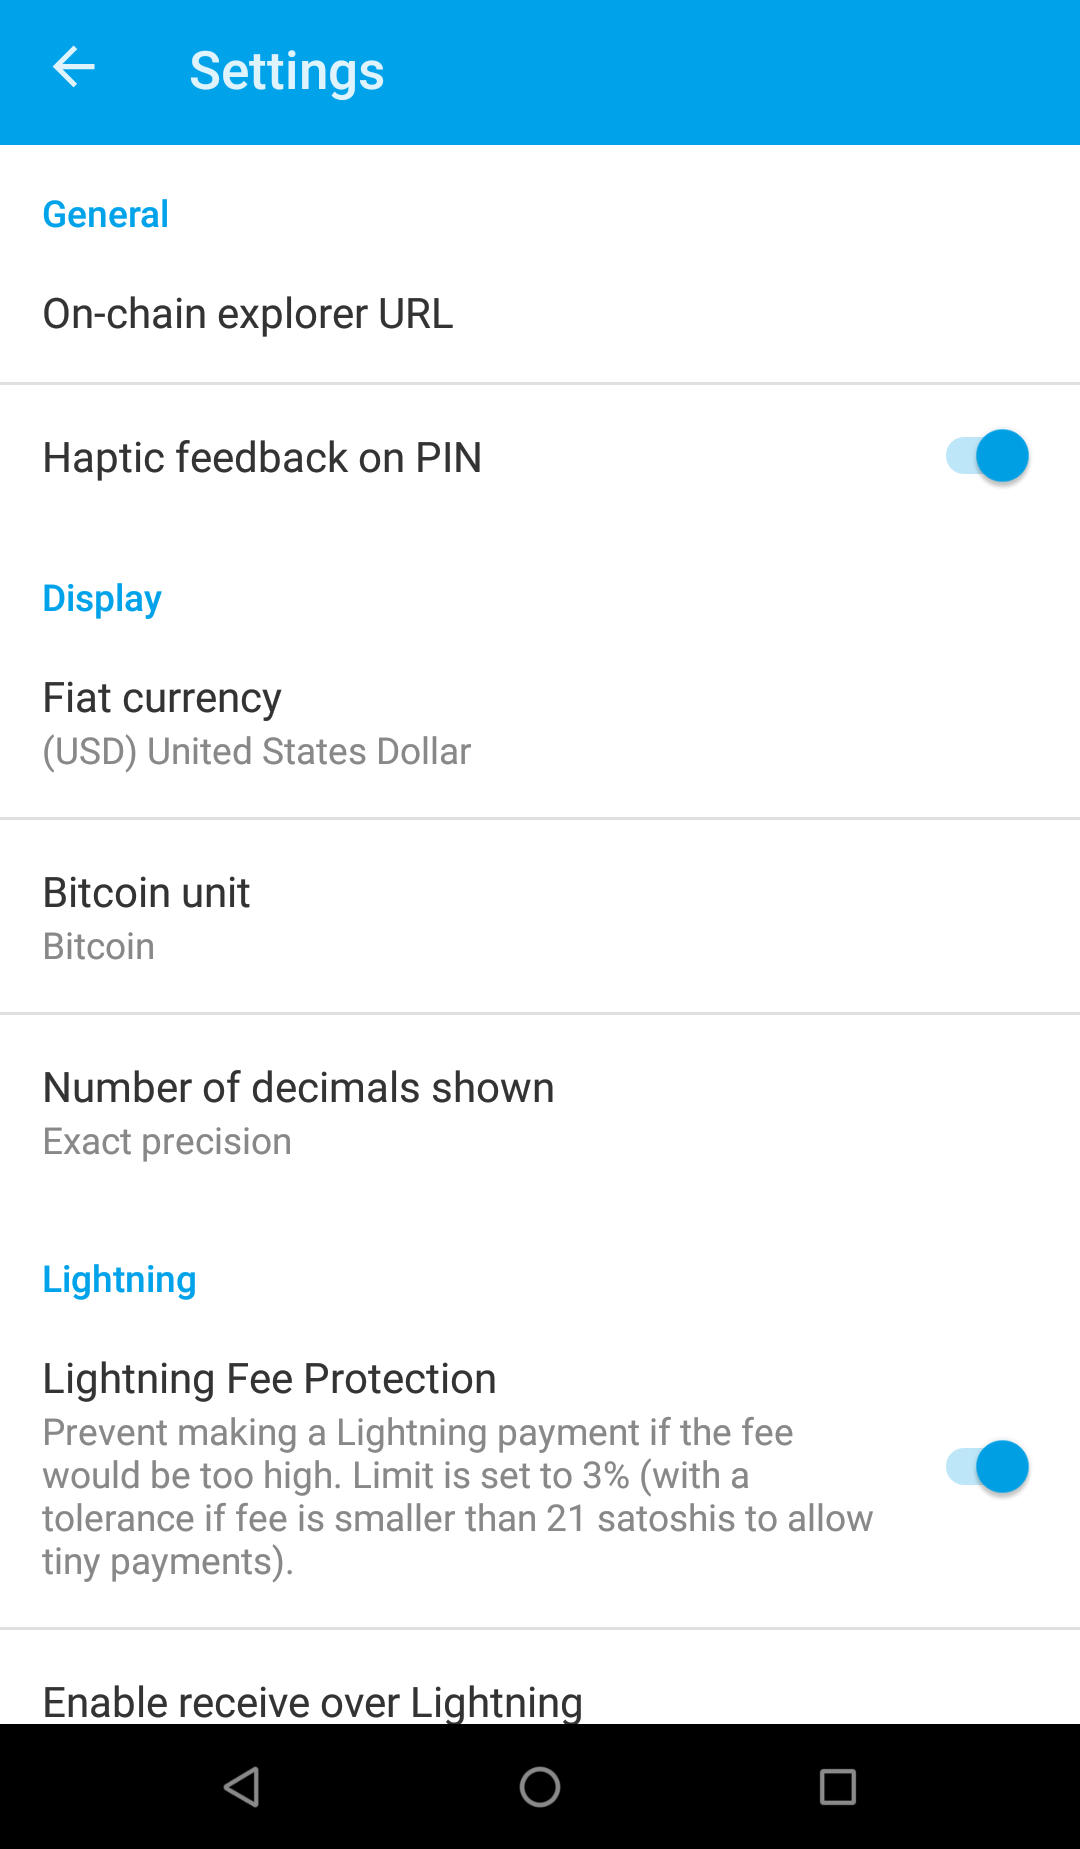 Settings
General
On-chain explorer URL
Haptic feedback on PIN
Display
Fiat currency
(USD) United States Dollar
Bitcoin unit
Bitcoin
Number of decimals shown
Exact precision
Lightning
Lightning Fee Protection
Prevent making a Lightning payment if the fee
would be too high. Limit is set to 3% (with a
tolerance if fee is smaller than 21 satoshis to allow
tiny payments).
Enable receive over Lightning